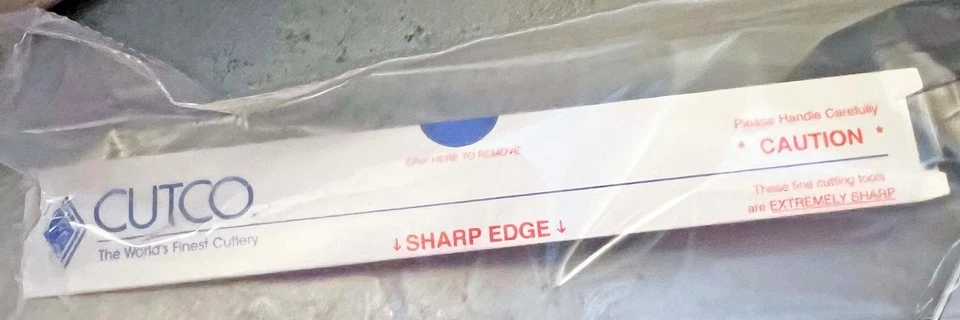 CUTCO
The World's Finest Cutlery
GRIP HERE TO REMOVE
↓ SHARP EDGE ↓
Please Handle Carefully
* CAUTION *
These fine cutting tools
are EXTREMELY SHARP